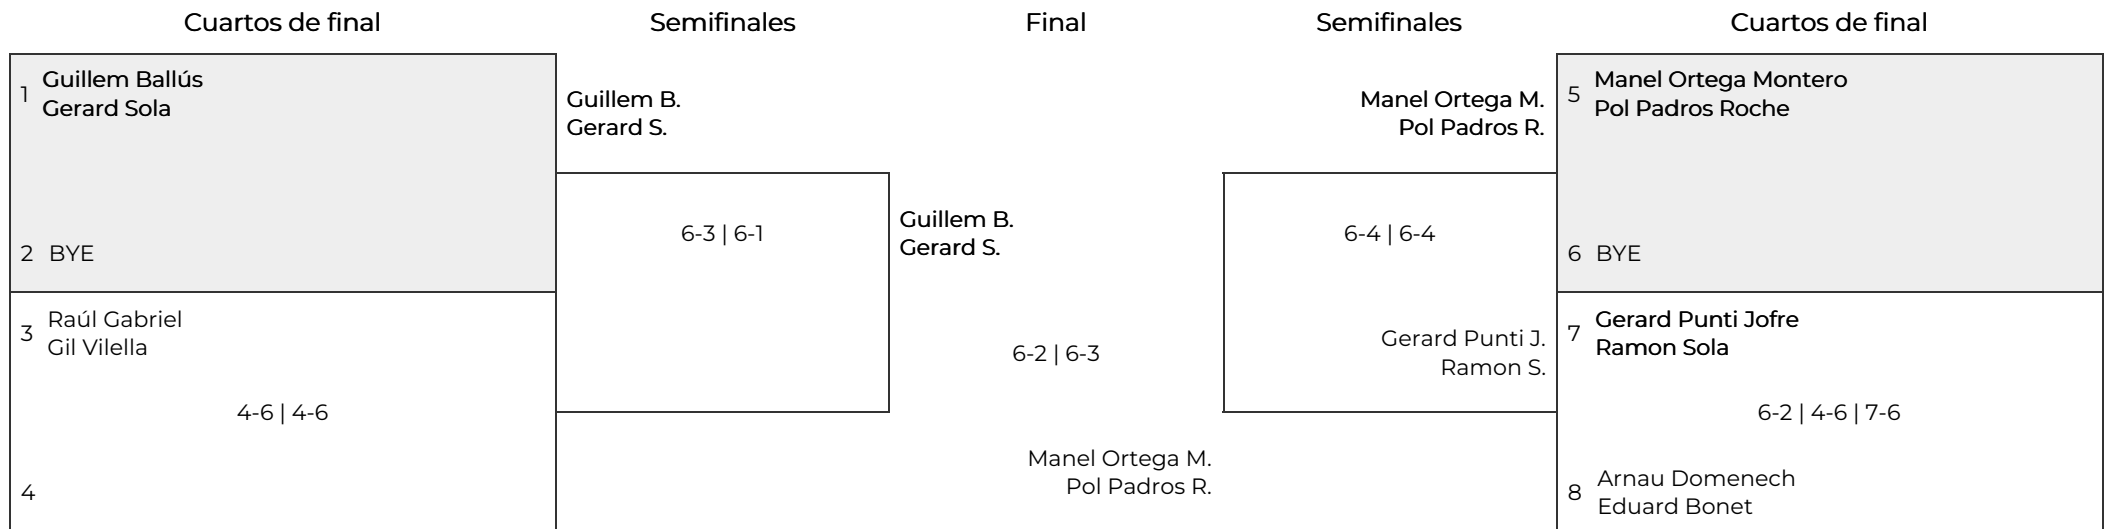 Cuartos de final
Semifinales
Final
Semifinales
Cuartos de final
1
Guillem Ballús
Gerard Sola
2 BYE
3
Raúl Gabriel
Gil Vilella
4-6 | 4-6
4
Guillem B.
Gerard S.
6-3 | 6-1
Guillem B.
Gerard S.
6-2 | 6-3
Manel Ortega M.
Pol Padros R.
Manel Ortega M.
Pol Padros R.
6-4 | 6-4
Gerard Punti J.
Ramon S.
5
Manel Ortega Montero
Pol Padros Roche
6 BYE
7
Gerard Punti Jofre
Ramon Sola
6-2 | 4-6 | 7-6
8
Arnau Domenech
Eduard Bonet